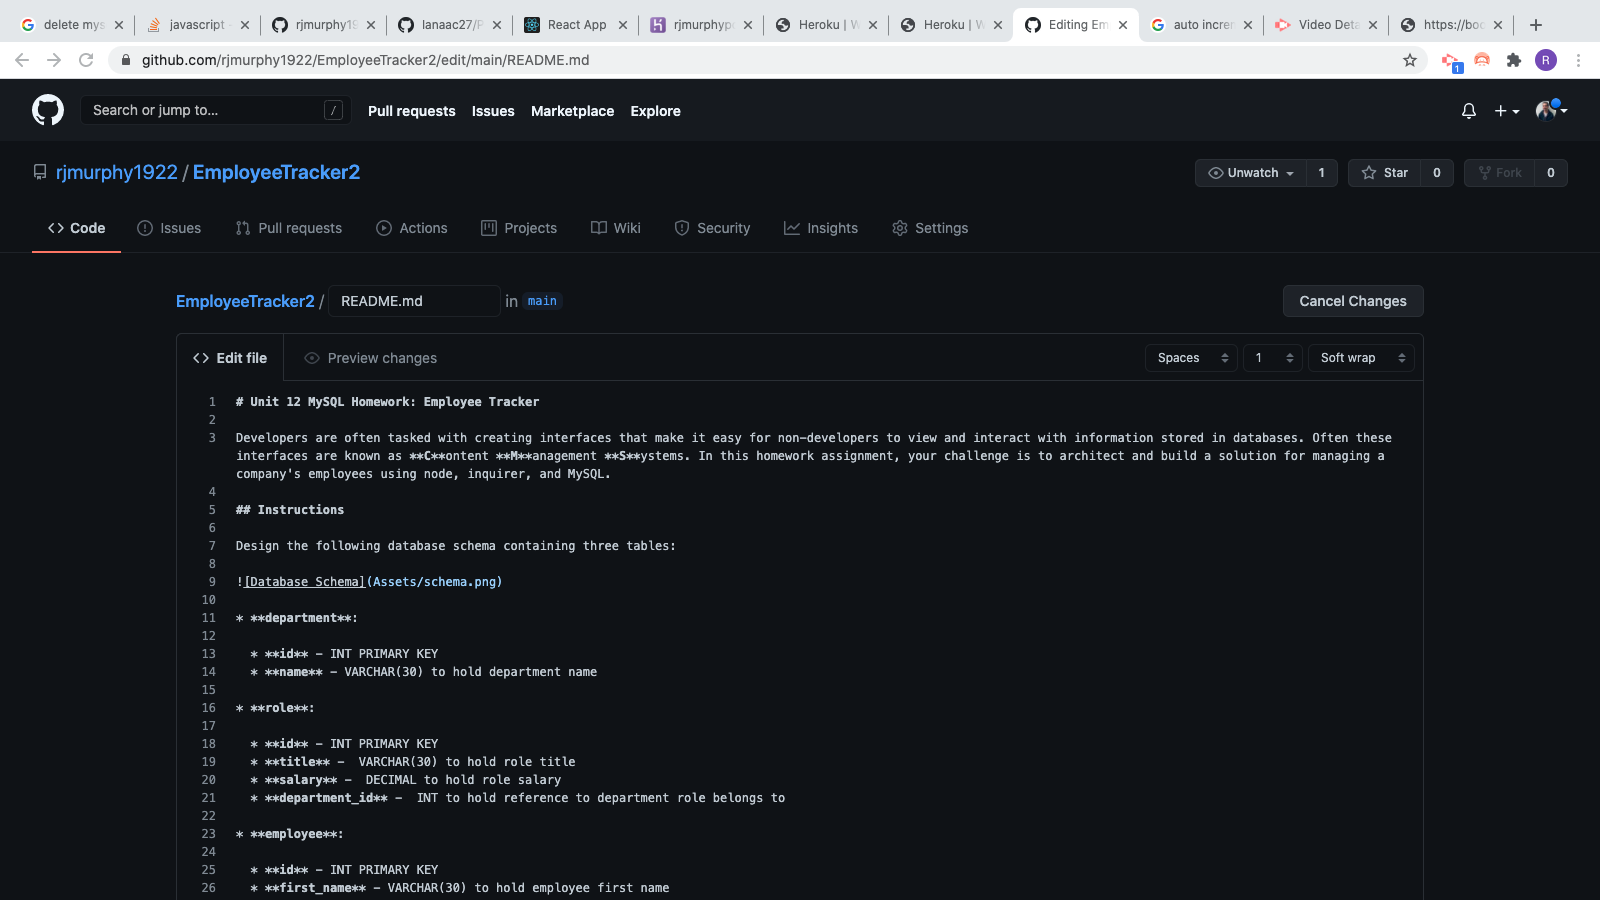 delete mys
javascript
rjmurphy19
lanaac27/P
React App
rjmurphypo
Heroku | W
Heroku | W
Editing Em
auto increr
Video Deta
https://boo
github.com/rjmurphy1922/EmployeeTracker2/edit/main/README.md
1
R
Search or jump to...
/
Pull requests
Issues
Marketplace
Explore
rjmurphy1922 / EmployeeTracker2
Unwatch 1
Star 0
Fork 0
Code
Issues
Pull requests
Actions
Projects
Wiki
Security
Insights
Settings
EmployeeTracker2 / README.md in main
Cancel Changes
Edit file
Preview changes
Spaces
1
Soft wrap
1 # Unit 12 MySQL Homework: Employee Tracker
2
3 Developers are often tasked with creating interfaces that make it easy for non-developers to view and interact with information stored in databases. Often these
interfaces are known as **C**ontent **M**anagement **S**ystems. In this homework assignment, your challenge is to architect and build a solution for managing a
company's employees using node, inquirer, and MySQL.
4
5 ## Instructions
6
7 Design the following database schema containing three tables:
8
9 ![Database Schema](Assets/schema.png)
10
11 * **department**:
12
13 * **id** - INT PRIMARY KEY
14 * **name** - VARCHAR(30) to hold department name
15
16 * **role**:
17
18 * **id** - INT PRIMARY KEY
19 * **title** -  VARCHAR(30) to hold role title
20 * **salary** -  DECIMAL to hold role salary
21 * **department_id** -  INT to hold reference to department role belongs to
22
23 * **employee**:
24
25 * **id** - INT PRIMARY KEY
26 * **first_name** - VARCHAR(30) to hold employee first name